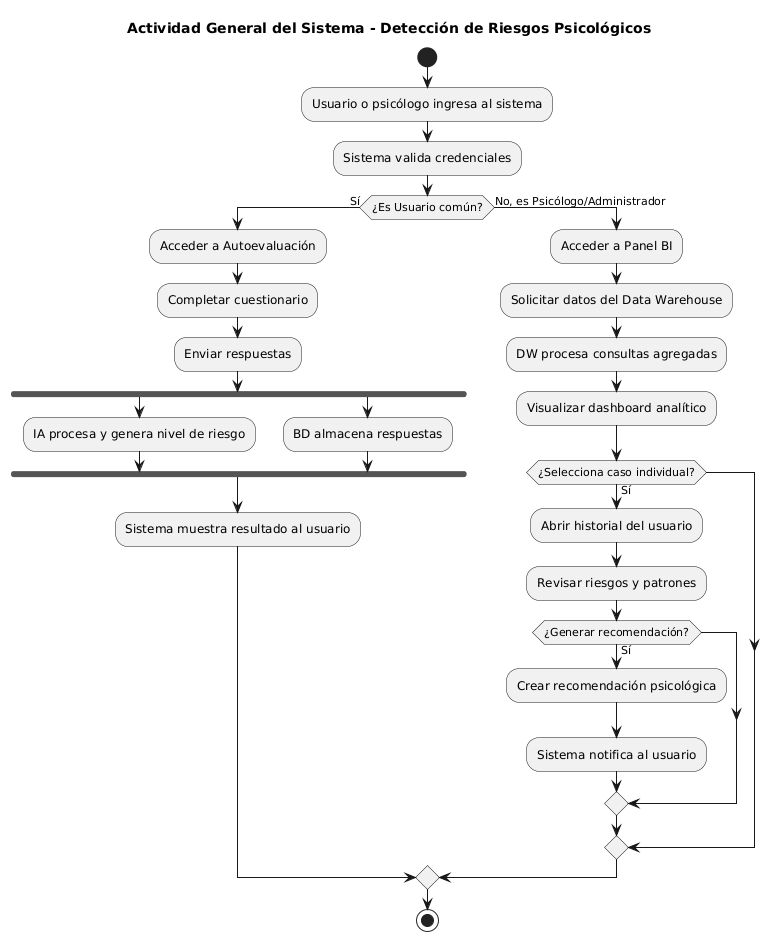 Actividad General del Sistema - Detección de Riesgos Psicológicos
Usuario o psicólogo ingresa al sistema
Sistema valida credenciales
¿Es Usuario común?
Sí
No, es Psicólogo/Administrador
Acceder a Autoevaluación
Completar cuestionario
Enviar respuestas
IA procesa y genera nivel de riesgo
BD almacena respuestas
Sistema muestra resultado al usuario
Acceder a Panel BI
Solicitar datos del Data Warehouse
DW procesa consultas agregadas
Visualizar dashboard analítico
¿Selecciona caso individual?
Sí
Abrir historial del usuario
Revisar riesgos y patrones
¿Generar recomendación?
Sí
Crear recomendación psicológica
Sistema notifica al usuario